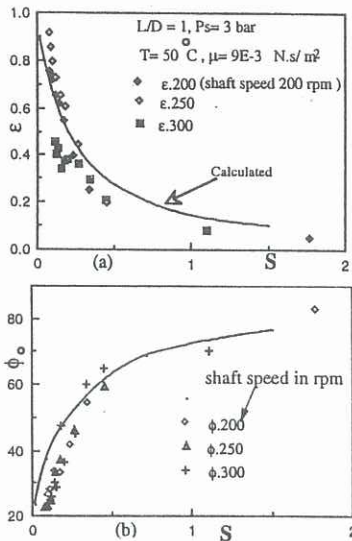 L/D = 1, Ps= 3 bar
T= 50 °C , μ= 9E-3 N.s/m²
ε.200 (shaft speed 200 rpm)
ε.250
ε.300
1.0
0.8
0.6
0.4
0.2
0.0
ε
Calculated
0
(a)
1
S
2
80
60
40
20
ϕ°
shaft speed in rpm
ϕ.200
ϕ.250
ϕ.300
0
(b)
1
S
2